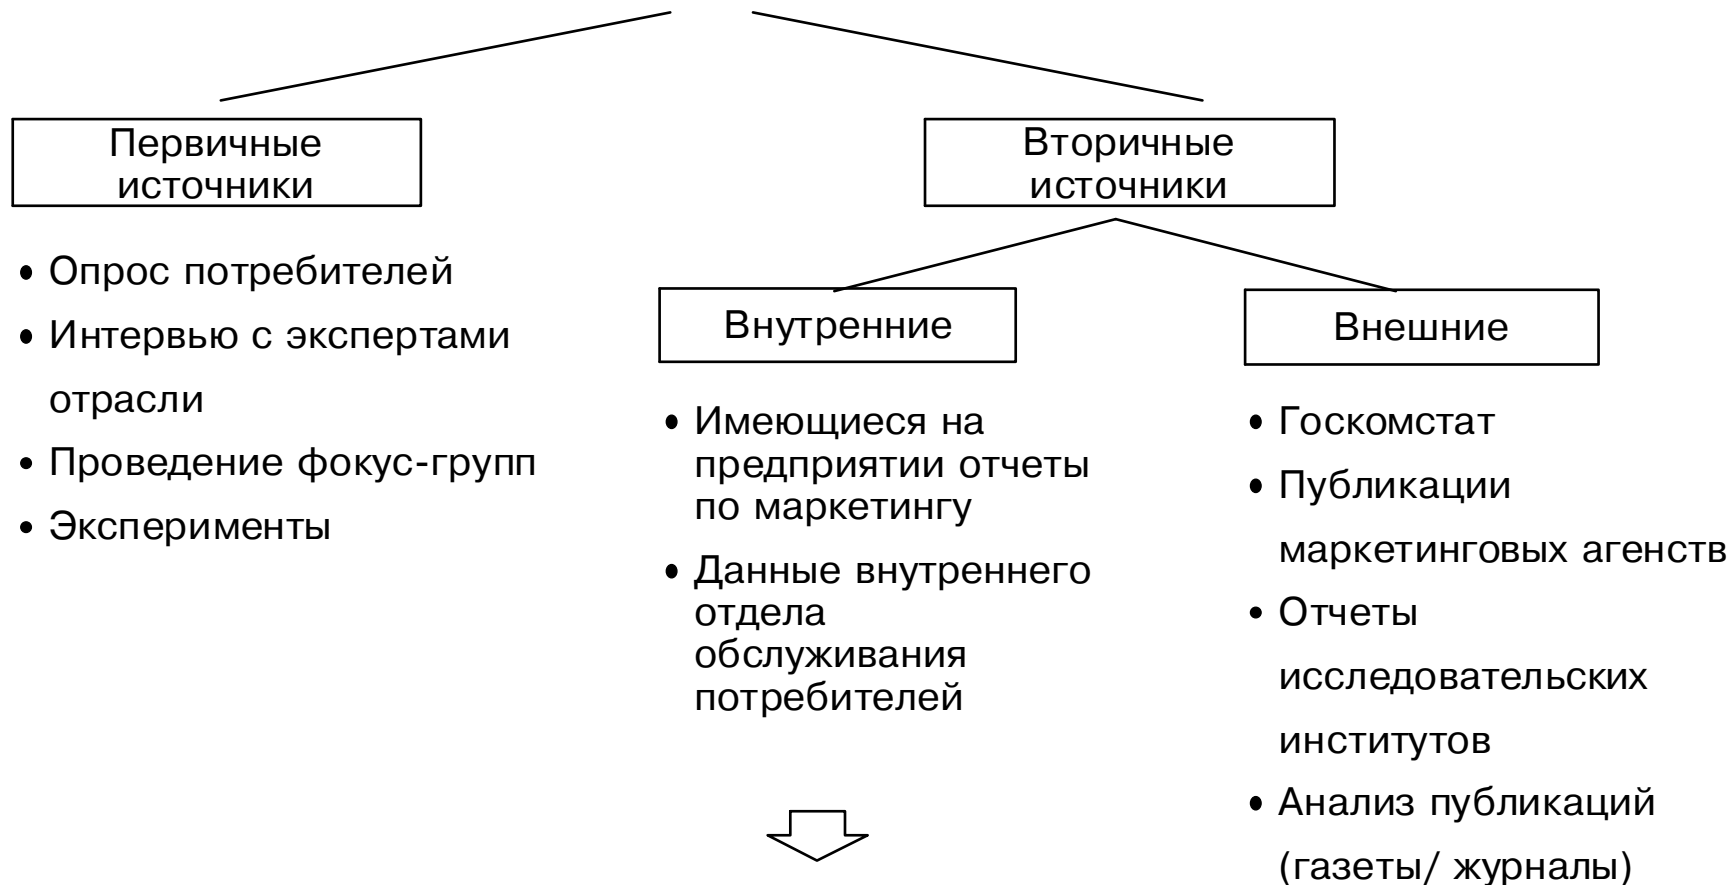 Первичные
источники
Вторичные
источники
• Опрос потребителей
• Интервью с экспертами
отрасли
• Проведение фокус-групп
• Эксперименты
Внутренние
• Имеющиеся на
предприятии отчеты
по маркетингу
• Данные внутреннего
отдела
обслуживания
потребителей
Внешние
• Госкомстат
• Публикации
маркетинговых агенств
• Отчеты
исследовательских
институтов
• Анализ публикаций
(газеты/ журналы)